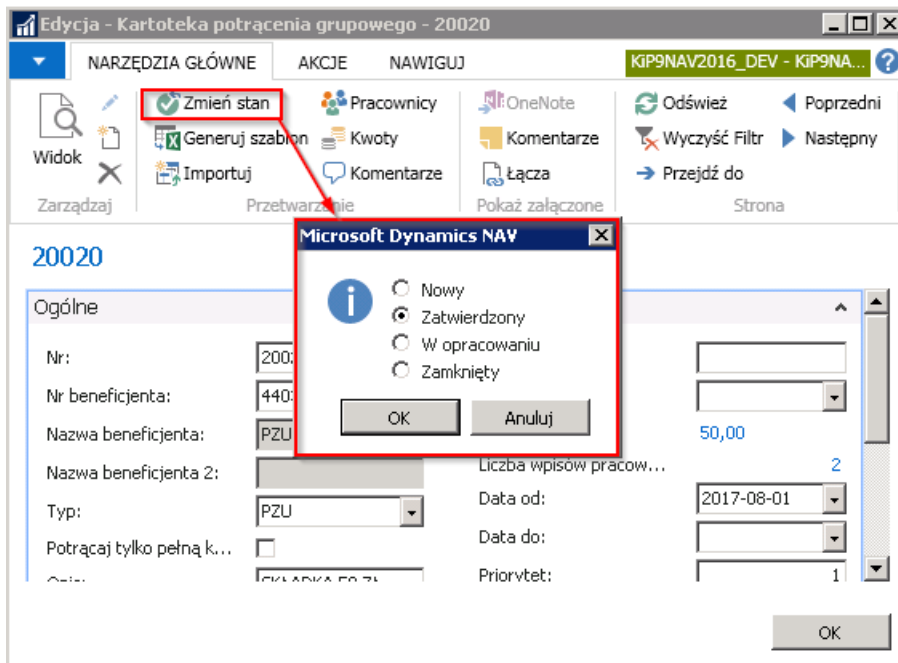 Edycja - Kartoteka potrącenia grupowego - 20020
NARZĘDZIA GŁÓWNE AKCJE NAWIGUJ KiP9NAV2016_DEV - KiP9NA... ?
Widok
Zmień stan Pracownicy OneNote Odśwież Poprzedni
Generuj szablon Kwoty Komentarze Wyczyść Filtr Następny
Importuj Komentarze Łącza Przejdź do
Zarządzaj Przetwarzanie Pokaż załączone Strona
20020
Microsoft Dynamics NAV
Nowy
Zatwierdzony
W opracowaniu
Zamknięty
OK Anuluj
Ogólne
Nr:
Nr beneficjenta:
Nazwa beneficjenta: PZU
50,00
Nazwa beneficjenta 2:
Liczba wpisów pracow... 2
Typ: PZU
Data od: 2017-08-01
Potrącaj tylko pełną k...
Data do:
Priorytet: 1
OK